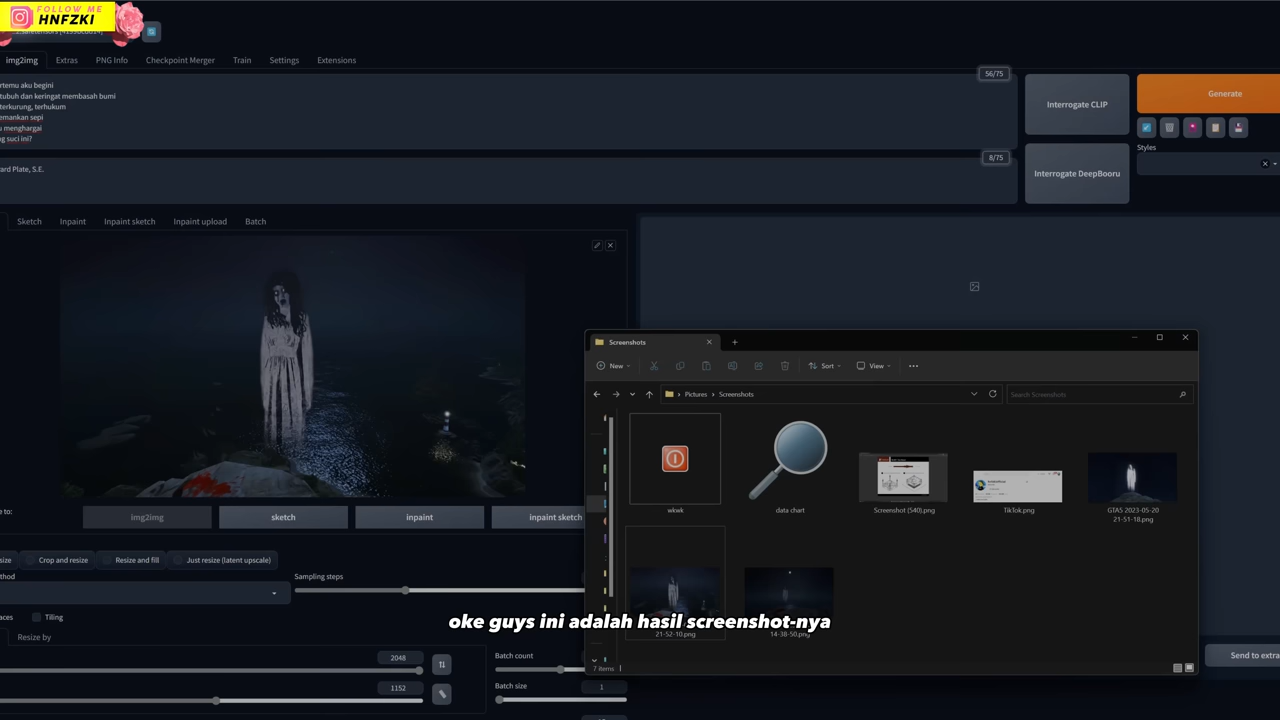 FOLLOW ME
HNFZKI
img2img
Extras
PNG Info
Checkpoint Merger
Train
Settings
Extensions
56/75
rtemu aku begini
tubuh dan keringat membasah bumi
terkurung, terhukum
emankan sepi
u menghargai
g suci ini?
Interrogate CLIP
Generate
8/75
Styles
ard Plate, S.E.
Interrogate DeepBooru
Sketch
Inpaint
Inpaint sketch
Inpaint upload
Batch
Screenshots
New
Sort
View
Pictures
Screenshots
Search Screenshots
wkwk
data chart
Screenshot (540).png
TikTok.png
GTA5 2023-05-20
21-51-18.png
e to:
img2img
sketch
inpaint
inpaint sketch
size
Crop and resize
Resize and fill
Just resize (latent upscale)
thod
Sampling steps
aces
Tiling
oke guys ini adalah hasil screenshot-nya
21-52-10.png
14-38-50.png
Resize by
2048
Batch count
Send to extra
7 items
1152
Batch size
1